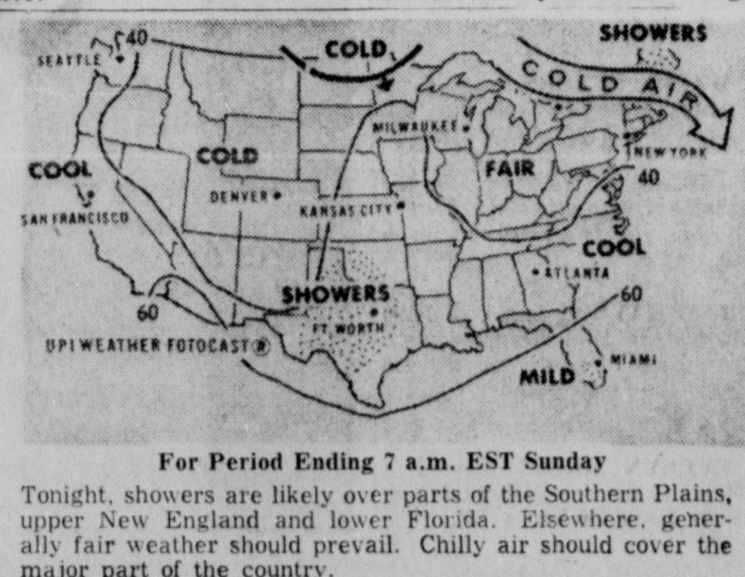 SHOWERS
40
COLD
SEATTLE
COLD AIR
MILWAUKEE
NEW YORK
COLD
FAIR
COOL
40
DENVER
KANSAS CITY
SAN FRANCISCO
COOL
ATLANTA
SHOWERS
60
60
FT. WORTH
UPI WEATHER FOTOCAST ®
MIAMI
MILD
For Period Ending 7 a.m. EST Sunday
Tonight, showers are likely over parts of the Southern Plains,
upper New England and lower Florida. Elsewhere, gener-
ally fair weather should prevail. Chilly air should cover the
major part of the country.